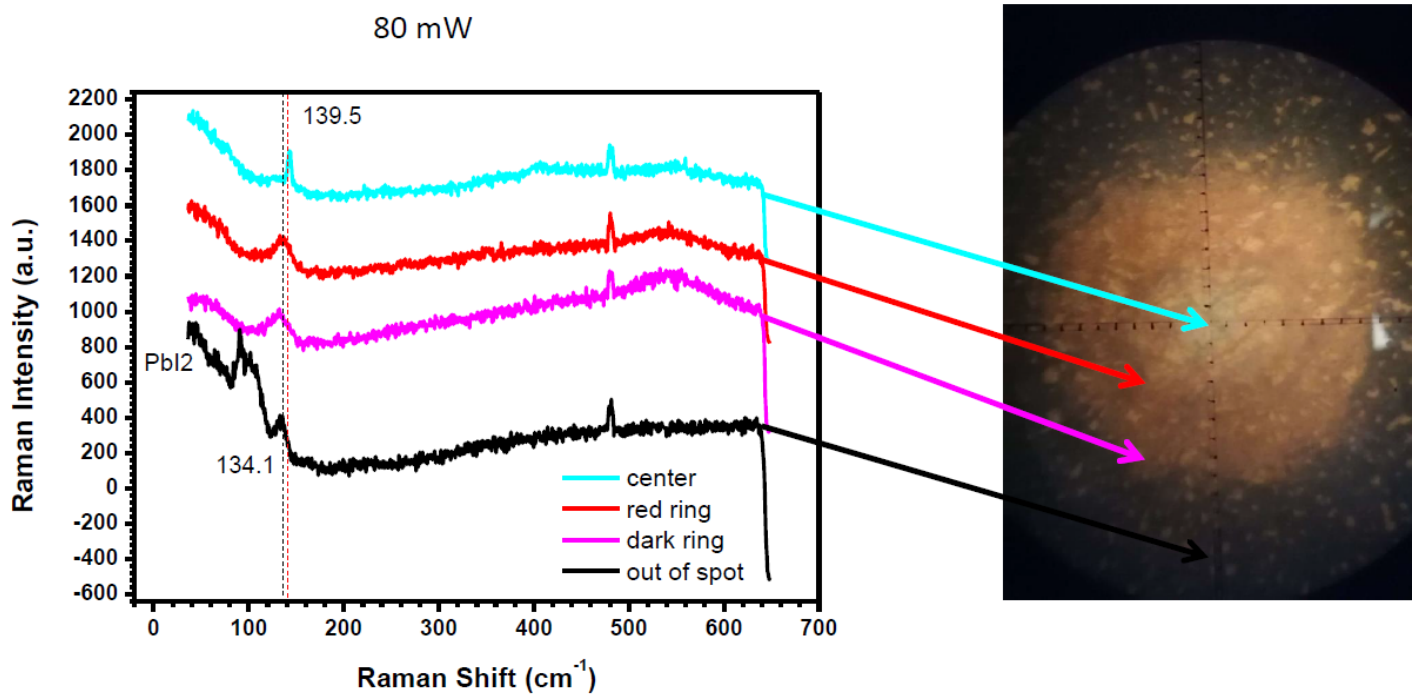 80 mW
2200
2000
1800
1600
1400
1200
1000
800
600
400
200
0
-200
-400
-600
Raman Intensity (a.u.)
139.5
PbI2
134.1
center
red ring
dark ring
out of spot
0 100 200 300 400 500 600 700
Raman Shift (cm-1)